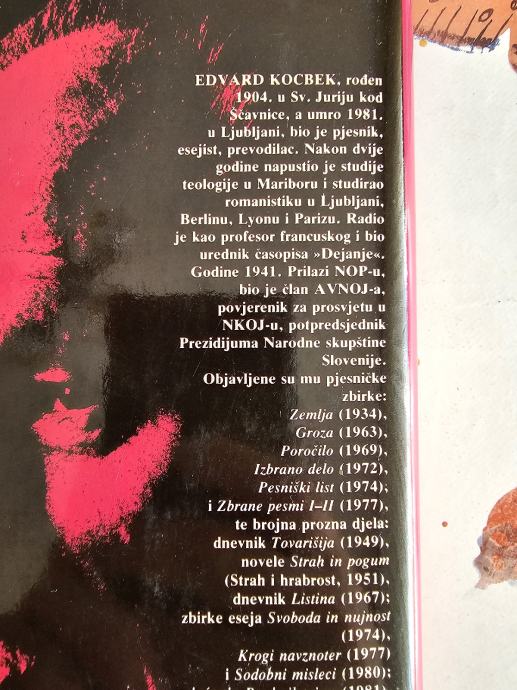 EDVARD KOCBEK, rođen
1904. u Sv. Juriju kod
Ščavnice, a umro 1981.
u Ljubljani, bio je pjesnik,
esejist, prevodilac. Nakon dvije
godine napustio je studije
teologije u Mariboru i studirao
romanistiku u Ljubljani,
Berlinu, Lyonu i Parizu. Radio
je kao profesor francuskog i bio
urednik časopisa »Dejanje«.
Godine 1941. Prilazi NOP-u,
bio je član AVNOJ-a,
povjerenik za prosvjetu u
NKOJ-u, potpredsjednik
Prezidijuma Narodne skupštine
Slovenije.
Objavljene su mu pjesničke
zbirke:
Zemlja (1934),
Groza (1963),
Poročilo (1969),
Izbrano delo (1972),
Pesniški list (1974);
i Zbrane pesmi I–II (1977),
te brojna prozna djela:
dnevnik Tovarišija (1949),
novele Strah in pogum
(Strah i hrabrost, 1951),
dnevnik Listina (1967);
zbirke eseja Svoboda in nujnost
(1974),
Krogi navznoter (1977)
i Sodobni misleci (1980);